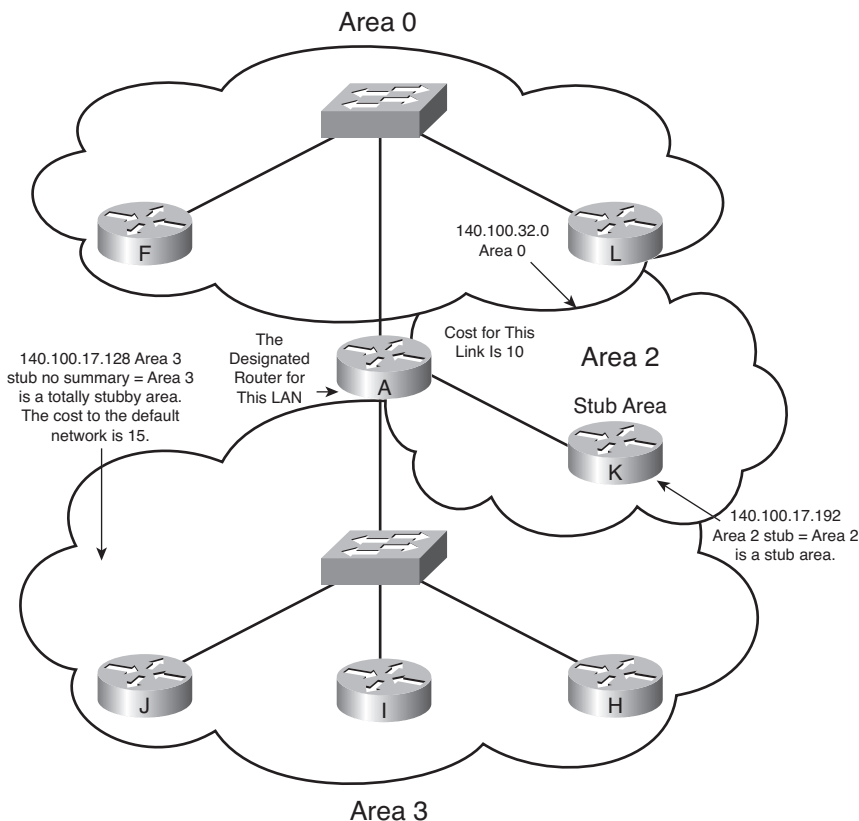 Area 0
F
L
140.100.32.0
Area 0
The
Designated
Router for
This LAN
A
Cost for This
Link Is 10
Area 2
Stub Area
K
140.100.17.128 Area 3
stub no summary = Area 3
is a totally stubby area.
The cost to the default
network is 15.
140.100.17.192
Area 2 stub = Area 2
is a stub area.
J
I
H
Area 3